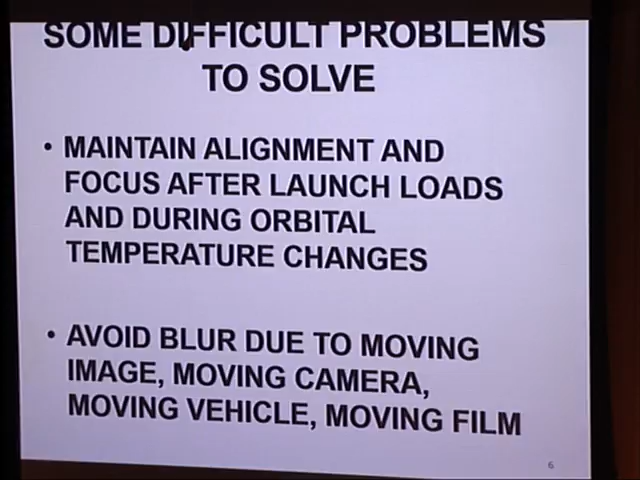 SOME DIFFICULT PROBLEMS
TO SOLVE
• MAINTAIN ALIGNMENT AND
FOCUS AFTER LAUNCH LOADS
AND DURING ORBITAL
TEMPERATURE CHANGES
• AVOID BLUR DUE TO MOVING
IMAGE, MOVING CAMERA,
MOVING VEHICLE, MOVING FILM
6